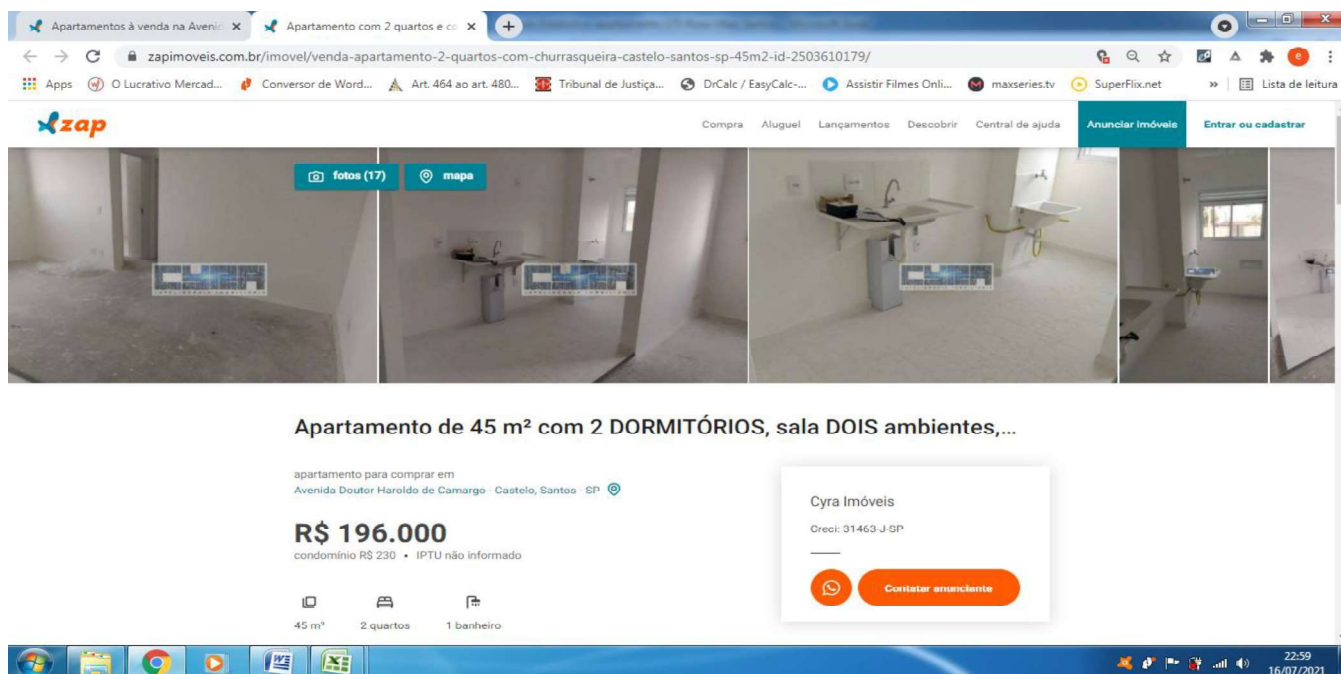 Apartamentos à venda na Avenid
Apartamento com 2 quartos e co
zapimoveis.com.br/imovel/venda-apartamento-2-quartos-com-churrasqueira-castelo-santos-sp-45m2-id-2503610179/
Apps O Lucrativo Mercad... Conversor de Word... Art. 464 ao art. 480... Tribunal de Justiça... DrCalc / EasyCalc-... Assistir Filmes Onli... maxseries.tv SuperFlix.net » Lista de leitura
zap Compra Aluguel Lançamentos Descobrir Central de ajuda Anunciar imóveis Entrar ou cadastrar
fotos (17) mapa
Apartamento de 45 m² com 2 DORMITÓRIOS, sala DOIS ambientes,...
apartamento para comprar em
Avenida Doutor Haroldo de Camargo - Castelo, Santos - SP
R$ 196.000
condomínio R$ 230 • IPTU não informado
45 m² 2 quartos 1 banheiro
Cyra Imóveis
Creci: 31463-J-SP
Contatar anunciante
22:59
16/07/2021